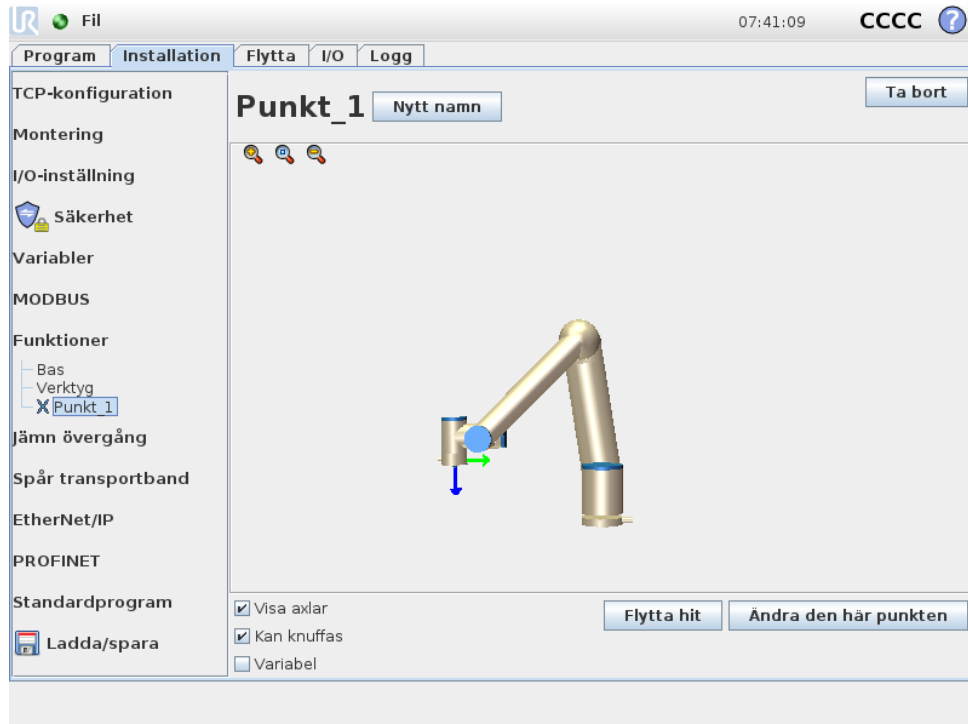 UR Fil 07:41:09 CCCC ?
Program Installation Flytta I/O Logg
TCP-konfiguration
Montering
I/O-inställning
Säkerhet
Variabler
MODBUS
Funktioner
Bas
Verktyg
Punkt_1
Jämn övergång
Spår transportband
EtherNet/IP
PROFINET
Standardprogram
Ladda/spara
Punkt_1 Nytt namn Ta bort
Visa axlar
Kan knuffas
Variabel
Flytta hit Ändra den här punkten